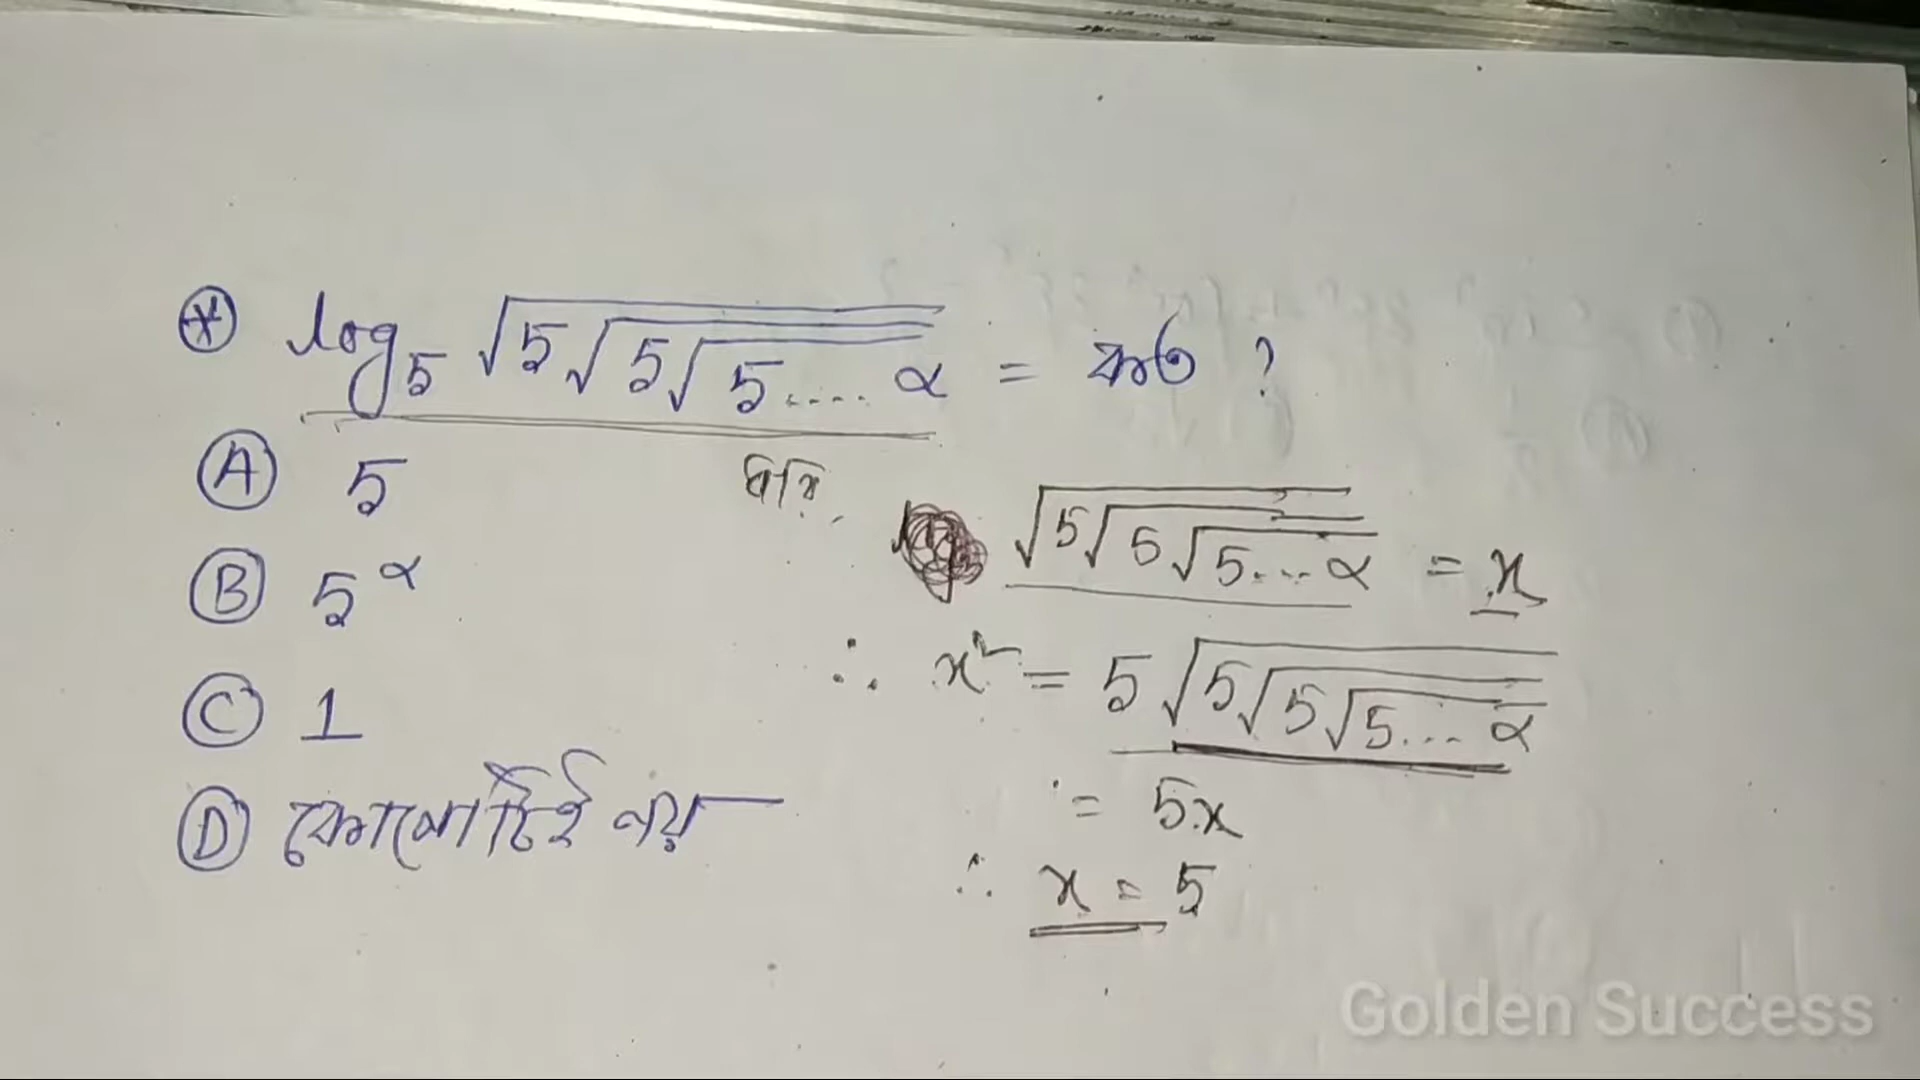 * log₅ √5√5√5.... α = কত ?
A 5
B 5^α
C 1
D কোনোটিই নয়
ধরি,
√5√5√5...α = x
∴ x² = 5√5√5√5...α
= 5x
∴ x = 5
Golden Success